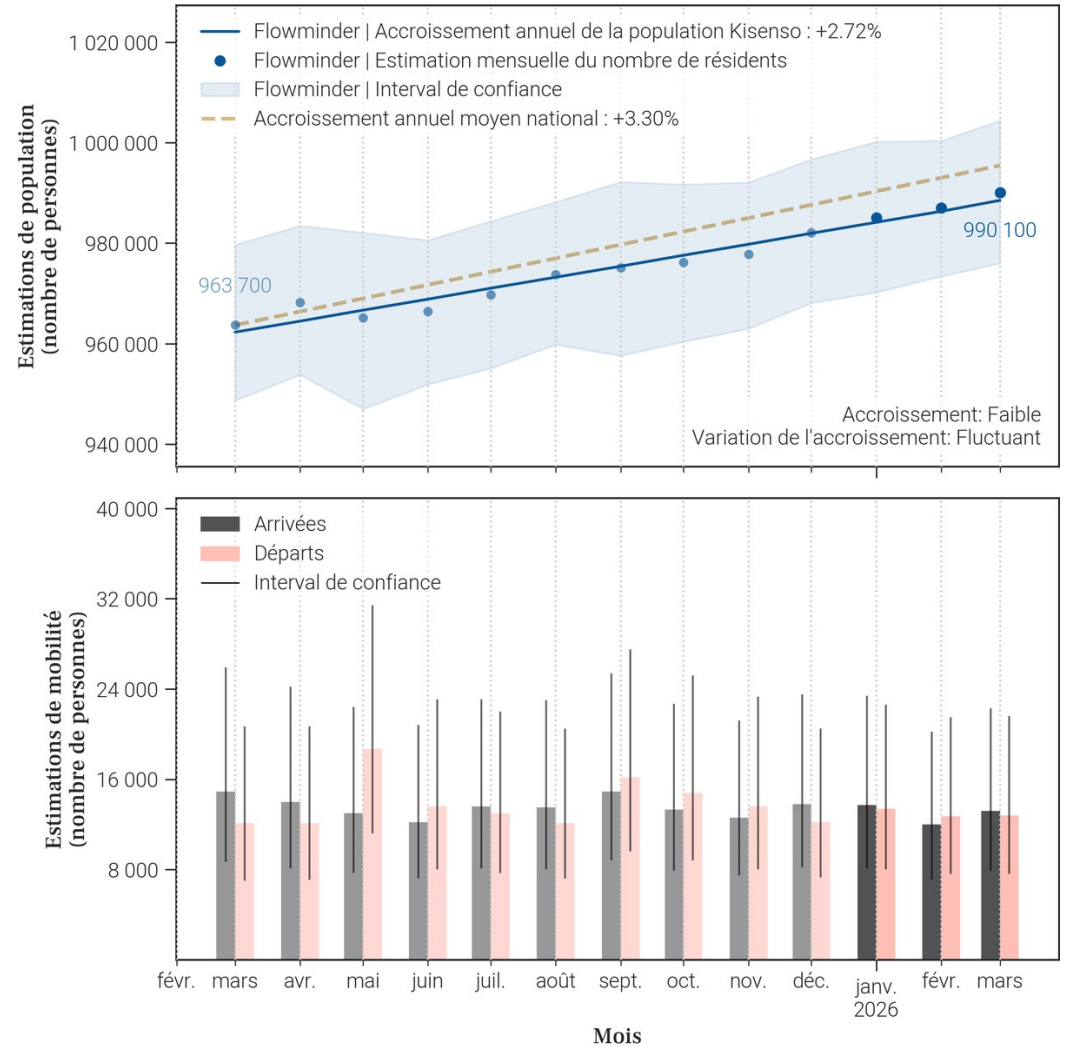 Flowminder | Accroissement annuel de la population Kisenso : +2.72%
Flowminder | Estimation mensuelle du nombre de résidents
Flowminder | Interval de confiance
Accroissement annuel moyen national : +3.30%
Estimations de population
(nombre de personnes)
1 020 000
1 000 000
980 000
960 000
940 000
963 700
990 100
Accroissement: Faible
Variation de l'accroissement: Fluctuant
Arrivées
Départs
Interval de confiance
Estimations de mobilité
(nombre de personnes)
40 000
32 000
24 000
16 000
8 000
févr. mars avr. mai juin juil. août sept. oct. nov. déc. janv. févr. mars
2026
Mois